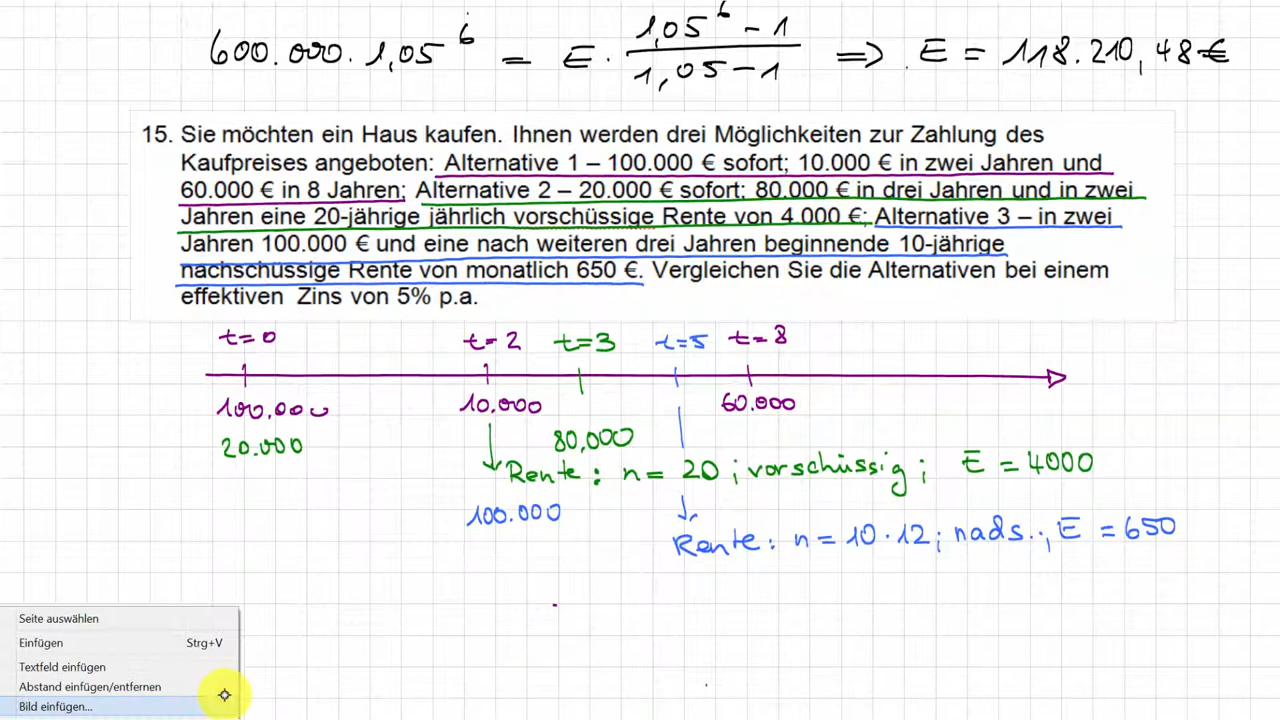 600.000 · 1,05^6 = E · (1,05^6 - 1)/(1,05 - 1) ⇒ E = 118.210,48 €
15. Sie möchten ein Haus kaufen. Ihnen werden drei Möglichkeiten zur Zahlung des
Kaufpreises angeboten: Alternative 1 – 100.000 € sofort; 10.000 € in zwei Jahren und
60.000 € in 8 Jahren; Alternative 2 – 20.000 € sofort; 80.000 € in drei Jahren und in zwei
Jahren eine 20-jährige jährlich vorschüssige Rente von 4.000 €; Alternative 3 – in zwei
Jahren 100.000 € und eine nach weiteren drei Jahren beginnende 10-jährige
nachschüssige Rente von monatlich 650 €. Vergleichen Sie die Alternativen bei einem
effektiven Zins von 5% p.a.
t=0 t=2 t=3 t=5 t=8
100.000 10.000 60.000
20.000 80.000
Rente: n = 20 ; vorschüssig ; E = 4000
100.000
Rente: n = 10 · 12 ; nachs. ; E = 650
Seite auswählen
Einfügen Strg+V
Textfeld einfügen
Abstand einfügen/entfernen
Bild einfügen...